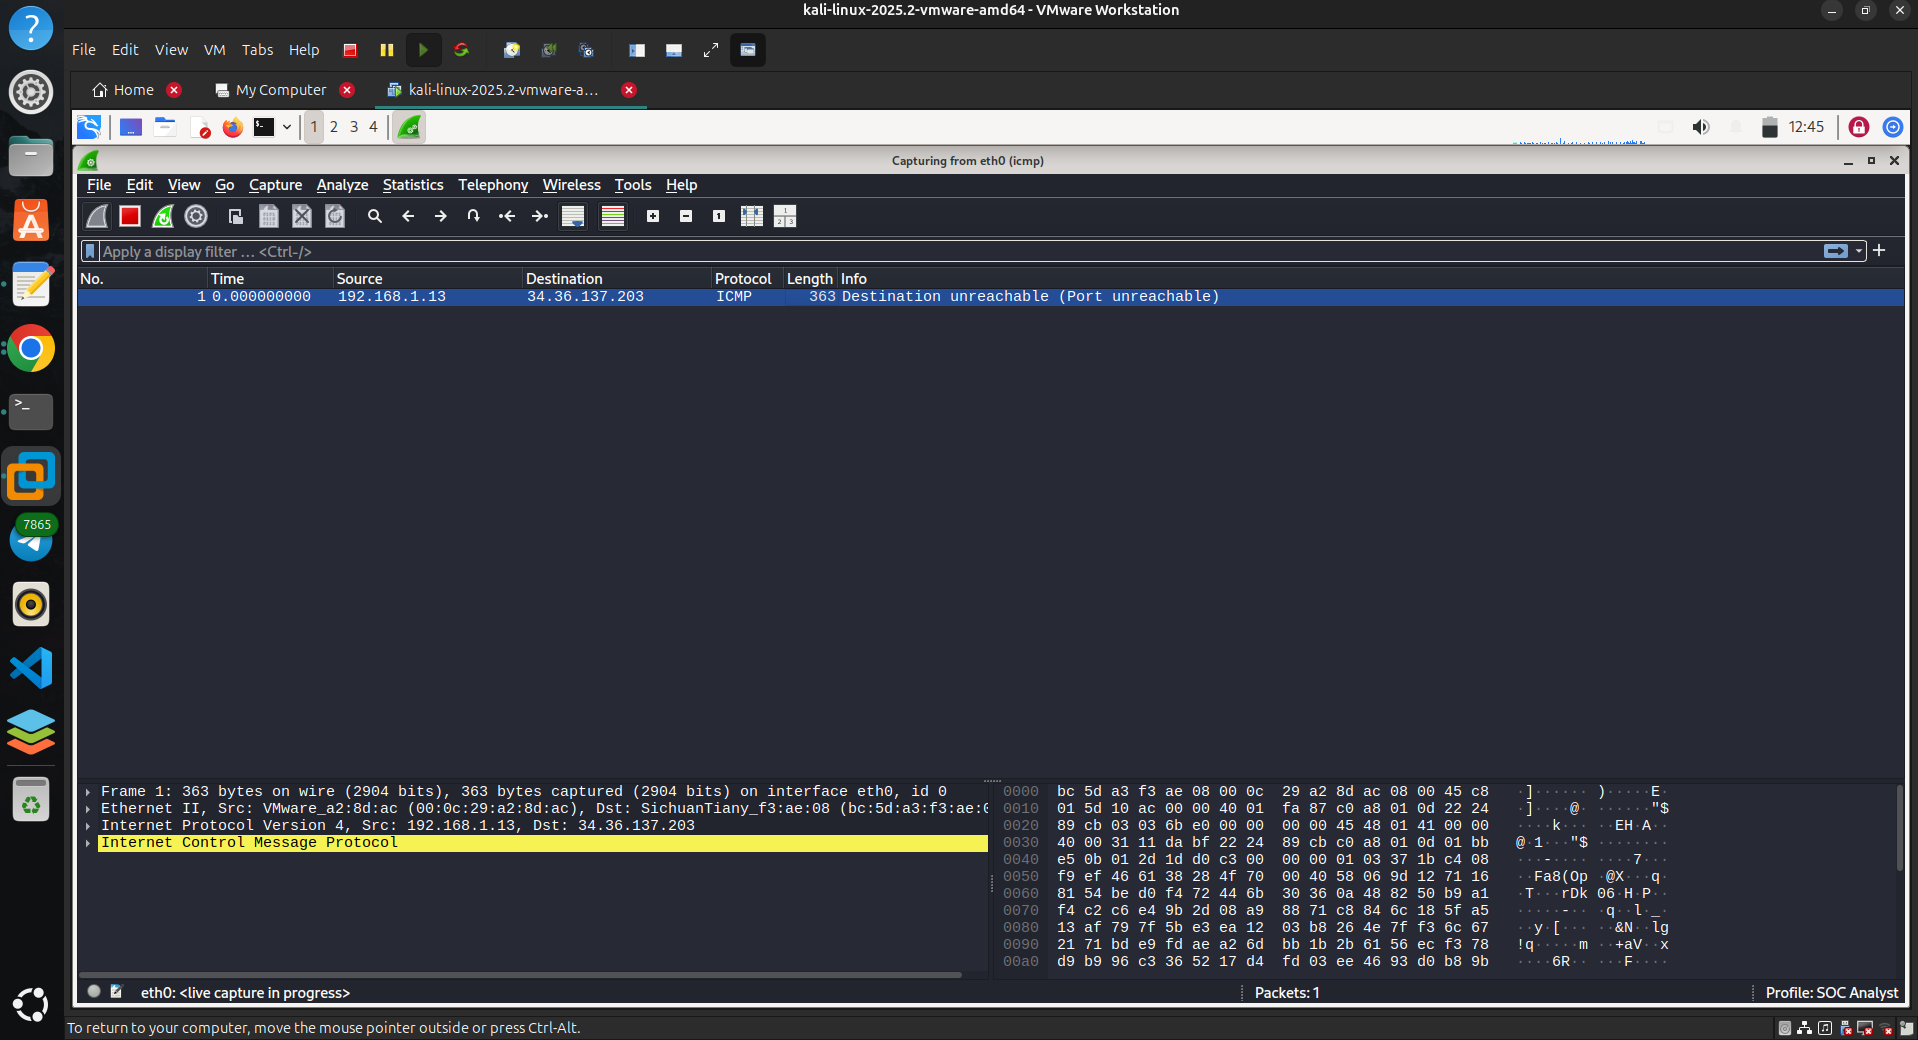 kali-linux-2025.2-vmware-amd64 - VMware Workstation
File Edit View VM Tabs Help
Home My Computer kali-linux-2025.2-vmware-a...
1 2 3 4 12:45
Capturing from eth0 (icmp)
File Edit View Go Capture Analyze Statistics Telephony Wireless Tools Help
Apply a display filter ... <Ctrl-/>
No. Time Source Destination Protocol Length Info
1 0.000000000 192.168.1.13 34.36.137.203 ICMP 363 Destination unreachable (Port unreachable)
7865
Frame 1: 363 bytes on wire (2904 bits), 363 bytes captured (2904 bits) on interface eth0, id 0
Ethernet II, Src: VMware_a2:8d:ac (00:0c:29:a2:8d:ac), Dst: SichuanTiany_f3:ae:08 (bc:5d:a3:f3:ae:0
Internet Protocol Version 4, Src: 192.168.1.13, Dst: 34.36.137.203
Internet Control Message Protocol
0000 bc 5d a3 f3 ae 08 00 0c 29 a2 8d ac 08 00 45 c8 ·]······ )·····E·
0010 01 5d 10 ac 00 00 40 01 fa 87 c0 a8 01 0d 22 24 ·]····@· ······"$
0020 89 cb 03 03 6b e0 00 00 00 00 45 48 01 41 00 00 ····k··· ··EH·A··
0030 40 00 31 11 da bf 22 24 89 cb c0 a8 01 0d 01 bb @·1···"$ ········
0040 e5 0b 01 2d 1d d0 c3 00 00 00 01 03 37 1b c4 08 ···-···· ····7···
0050 f9 ef 46 61 38 28 4f 70 00 40 58 06 9d 12 71 16 ··Fa8(Op ·@X···q·
0060 81 54 be d0 f4 72 44 6b 30 36 0a 48 82 50 b9 a1 ·T···rDk 06·H·P··
0070 f4 c2 c6 e4 9b 2d 08 a9 88 71 c8 84 6c 18 5f a5 ·····-·· ·q··l·_·
0080 13 af 79 7f 5b e3 ea 12 03 b8 26 4e 7f f3 6c 67 ··y·[··· ··&N··lg
0090 21 71 bd e9 fd ae a2 6d bb 1b 2b 61 56 ec f3 78 !q·····m ··+aV··x
00a0 d9 b9 96 c3 36 52 17 d4 fd 03 ee 46 93 d0 b8 9b ····6R·· ···F····
eth0: <live capture in progress> Packets: 1 Profile: SOC Analyst
To return to your computer, move the mouse pointer outside or press Ctrl-Alt.